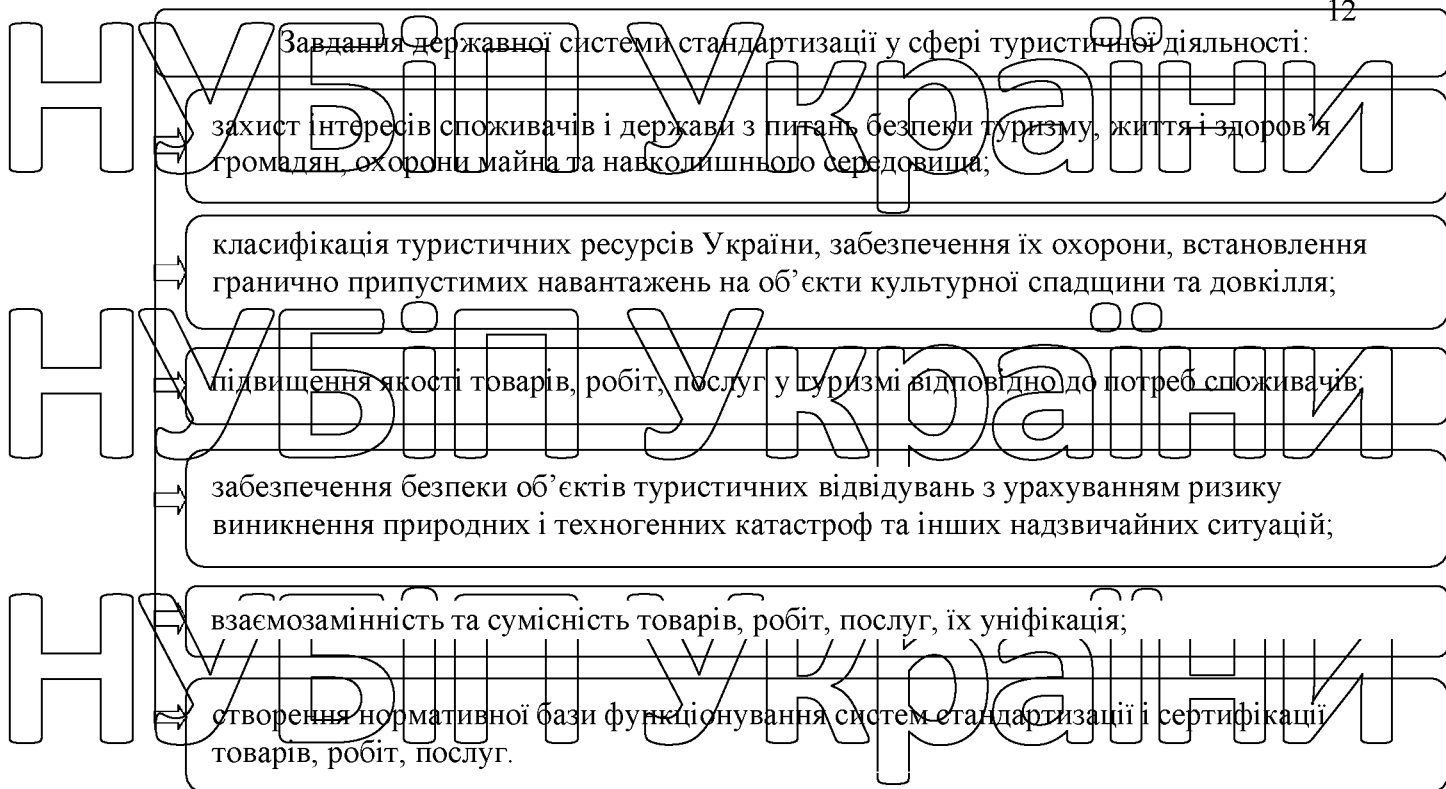 12
Завдання державної системи стандартизації у сфері туристичної діяльності:
НУБіП України
захист інтересів споживачів і держави з питань безпеки туризму, життя і здоров’я
громадян, охорони майна та навколишнього середовища;
класифікація туристичних ресурсів України, забезпечення їх охорони, встановлення
гранично припустимих навантажень на об’єкти культурної спадщини та довкілля;
НУБіП України
підвищення якості товарів, робіт, послуг у туризмі відповідно до потреб споживачів;
забезпечення безпеки об’єктів туристичних відвідувань з урахуванням ризику
виникнення природних і техногенних катастроф та інших надзвичайних ситуацій;
взаємозамінність та сумісність товарів, робіт, послуг, їх уніфікація;
НУБіП України
створення нормативної бази функціонування систем стандартизації і сертифікації
товарів, робіт, послуг.